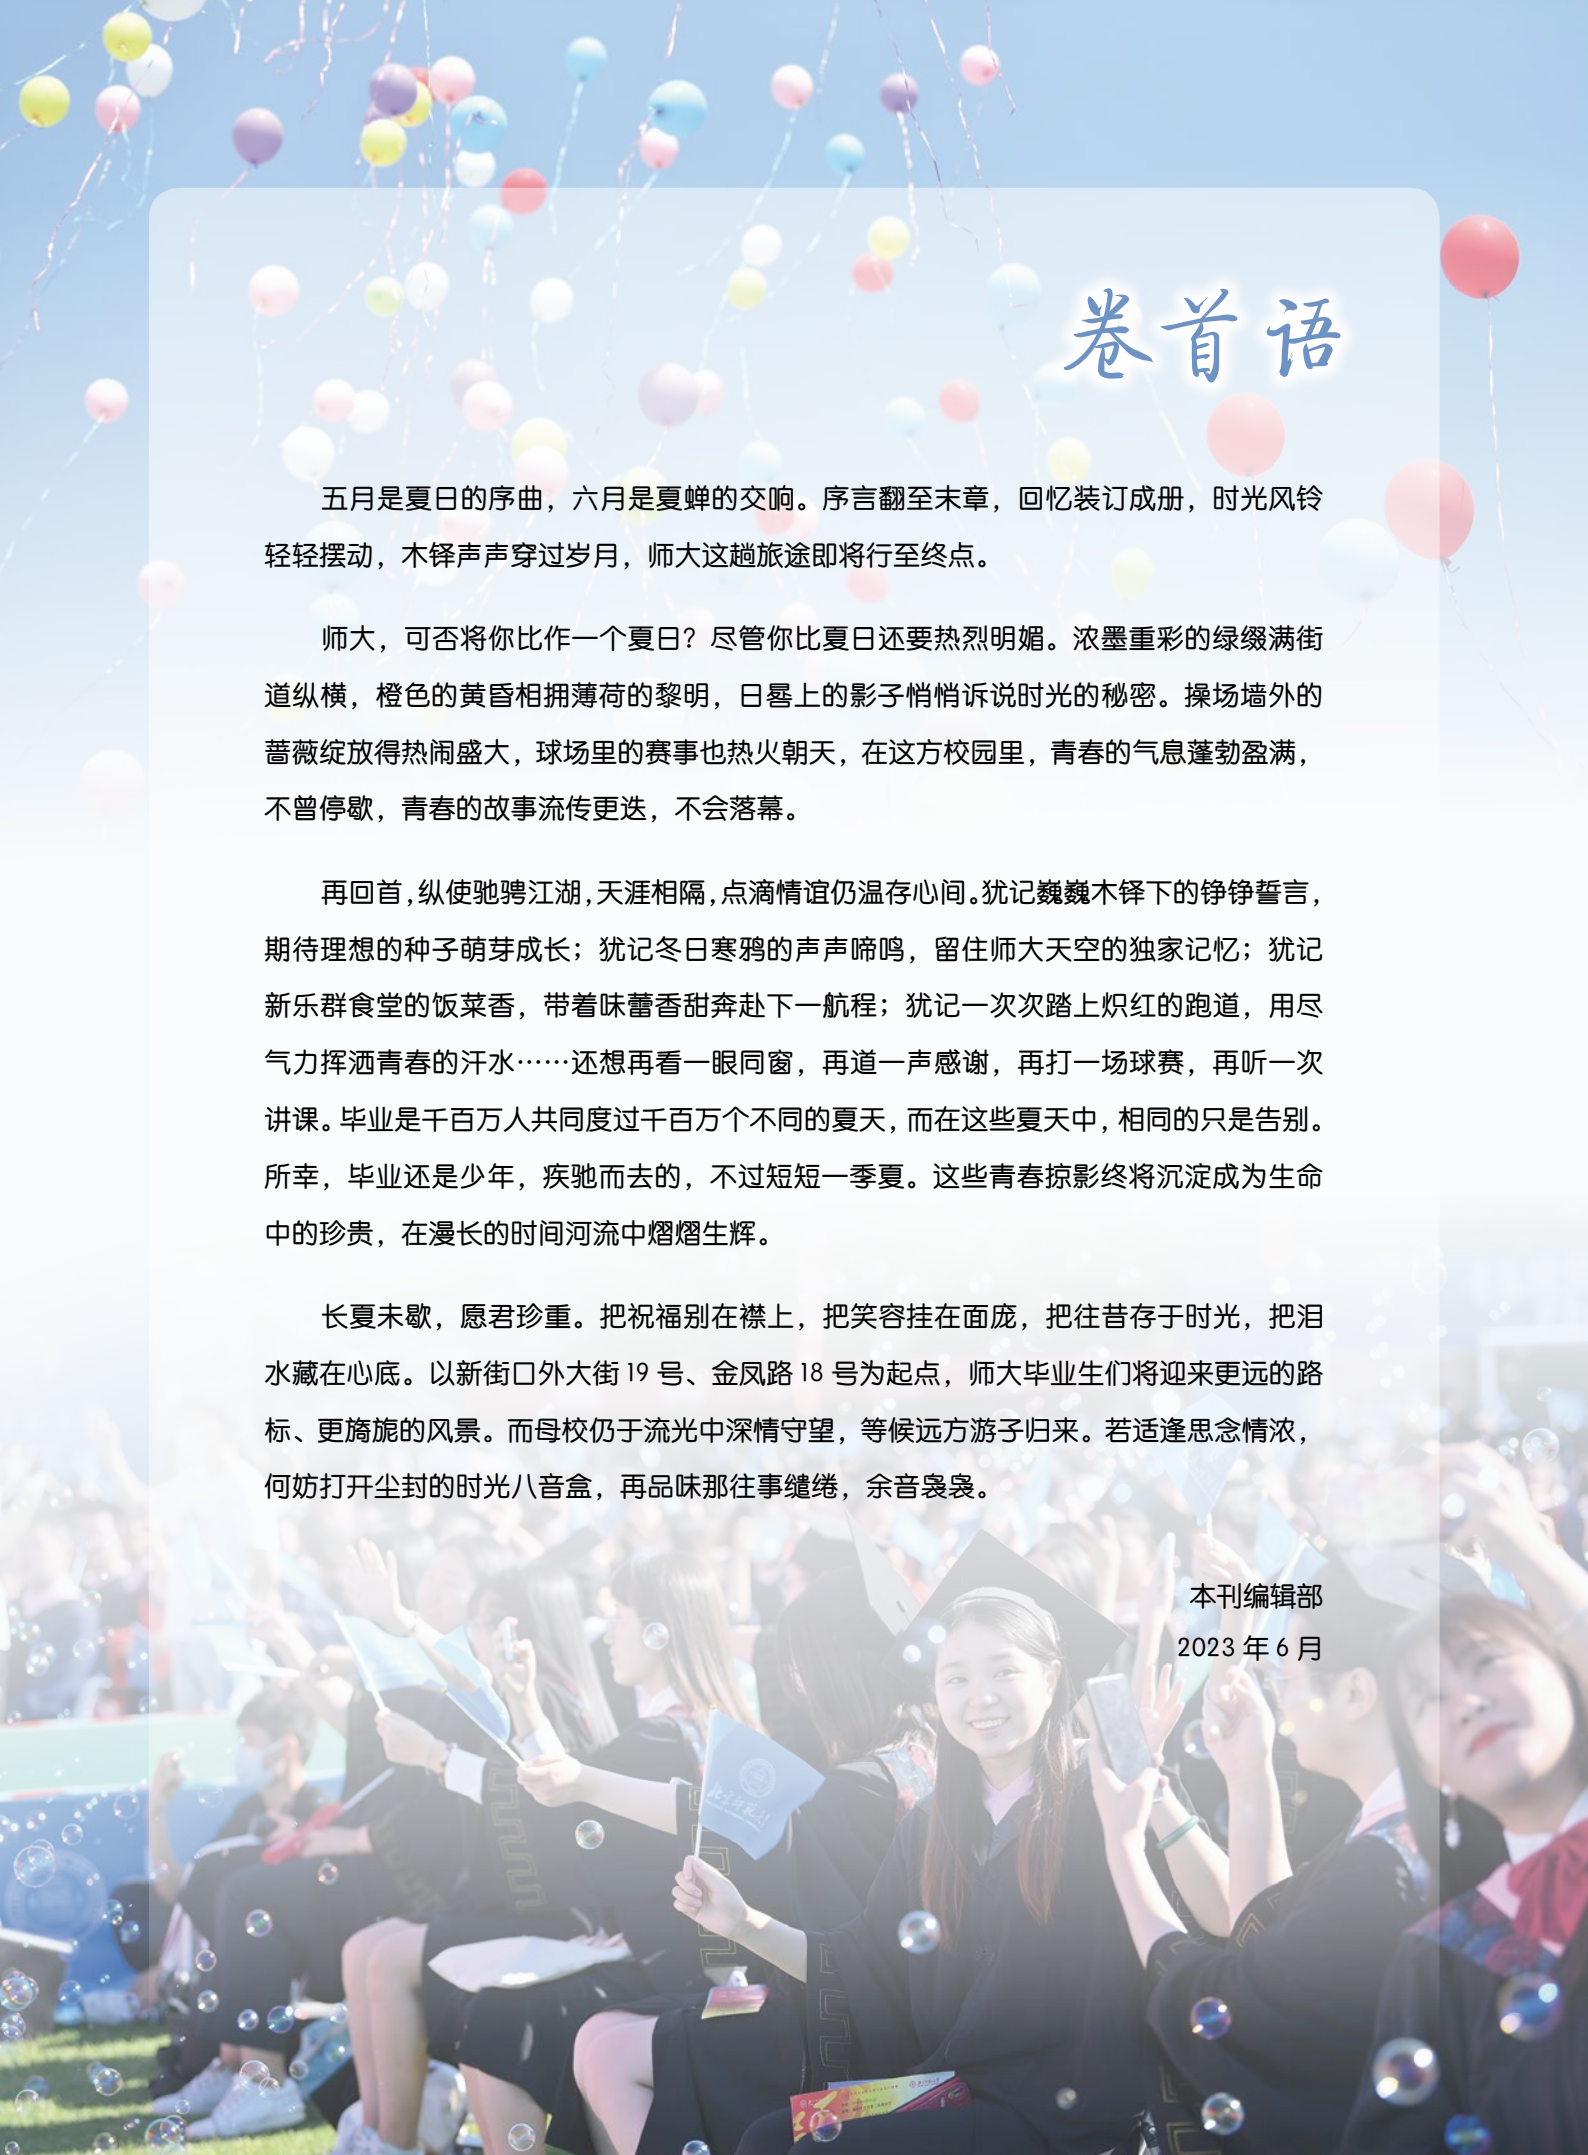 卷首语
五月是夏日的序曲，六月是夏蝉的交响。序言翻至末章，回忆装订成册，时光风铃
轻轻摆动，木铎声声穿过岁月，师大这趟旅途即将行至终点。
师大，可否将你比作一个夏日？尽管你比夏日还要热烈明媚。浓墨重彩的绿缀满街
道纵横，橙色的黄昏相拥薄荷的黎明，日晷上的影子悄悄诉说时光的秘密。操场墙外的
蔷薇绽放得热闹盛大，球场里的赛事也热火朝天，在这方校园里，青春的气息蓬勃盈满，
不曾停歇，青春的故事流传更迭，不会落幕。
再回首，纵使驰骋江湖，天涯相隔，点滴情谊仍温存心间。犹记巍巍木铎下的铮铮誓言，
期待理想的种子萌芽成长；犹记冬日寒鸦的声声啼鸣，留住师大天空的独家记忆；犹记
新乐群食堂的饭菜香，带着味蕾香甜奔赴下一航程；犹记一次次踏上炽红的跑道，用尽
气力挥洒青春的汗水……还想再看一眼同窗，再道一声感谢，再打一场球赛，再听一次
讲课。毕业是千百万人共同度过千百万个不同的夏天，而在这些夏天中，相同的只是告别。
所幸，毕业还是少年，疾驰而去的，不过短短一季夏。这些青春掠影终将沉淀成为生命
中的珍贵，在漫长的时间河流中熠熠生辉。
长夏未歇，愿君珍重。把祝福别在襟上，把笑容挂在面庞，把往昔存于时光，把泪
水藏在心底。以新街口外大街 19 号、金凤路 18 号为起点，师大毕业生们将迎来更远的路
标、更旖旎的风景。而母校仍于流光中深情守望，等候远方游子归来。若适逢思念情浓，
何妨打开尘封的时光八音盒，再品味那往事缱绻，余音袅袅。
本刊编辑部
2023 年 6 月
北京师范大学